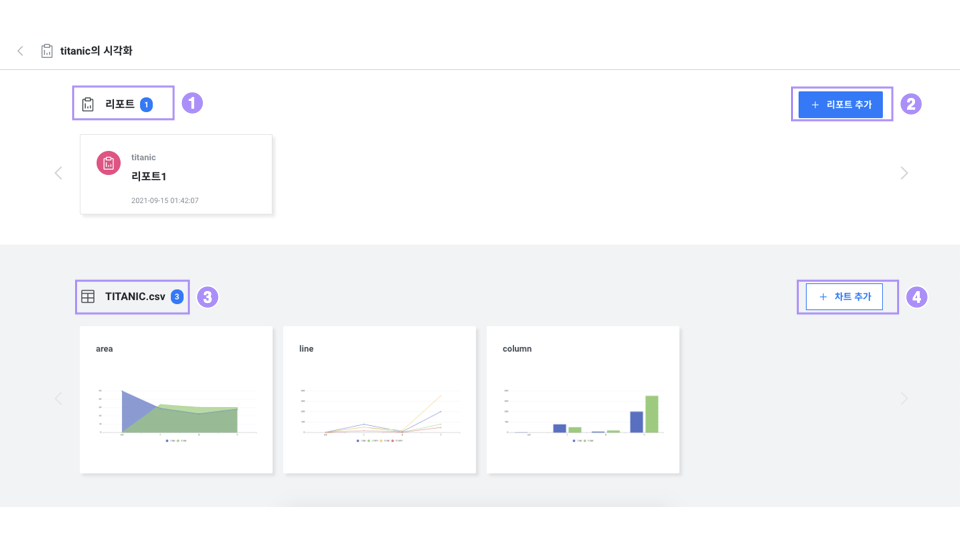 titanic의 시각화
리포트 1
1
+ 리포트 추가
2
titanic
리포트1
2021-09-15 01:42:07
TITANIC.csv 3
3
+ 차트 추가
4
area
line
column